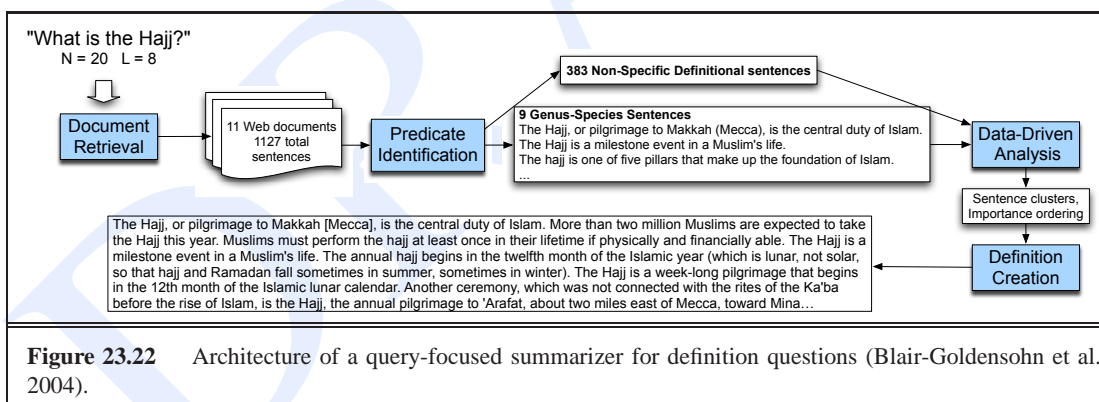 "What is the Hajj?"
N = 20 L = 8
Document
Retrieval
11 Web documents
1127 total
sentences
Predicate
Identification
383 Non-Specific Definitional sentences
9 Genus-Species Sentences
The Hajj, or pilgrimage to Makkah (Mecca), is the central duty of Islam.
The Hajj is a milestone event in a Muslim's life.
The hajj is one of five pillars that make up the foundation of Islam.
...
Data-Driven
Analysis
Sentence clusters,
Importance ordering
Definition
Creation
The Hajj, or pilgrimage to Makkah [Mecca], is the central duty of Islam. More than two million Muslims are expected to take
the Hajj this year. Muslims must perform the hajj at least once in their lifetime if physically and financially able. The Hajj is a
milestone event in a Muslim's life. The annual hajj begins in the twelfth month of the Islamic year (which is lunar, not solar,
so that hajj and Ramadan fall sometimes in summer, sometimes in winter). The Hajj is a week-long pilgrimage that begins
in the 12th month of the Islamic lunar calendar. Another ceremony, which was not connected with the rites of the Ka'ba
before the rise of Islam, is the Hajj, the annual pilgrimage to 'Arafat, about two miles east of Mecca, toward Mina…
Figure 23.22 Architecture of a query-focused summarizer for definition questions (Blair-Goldensohn et al.
2004).